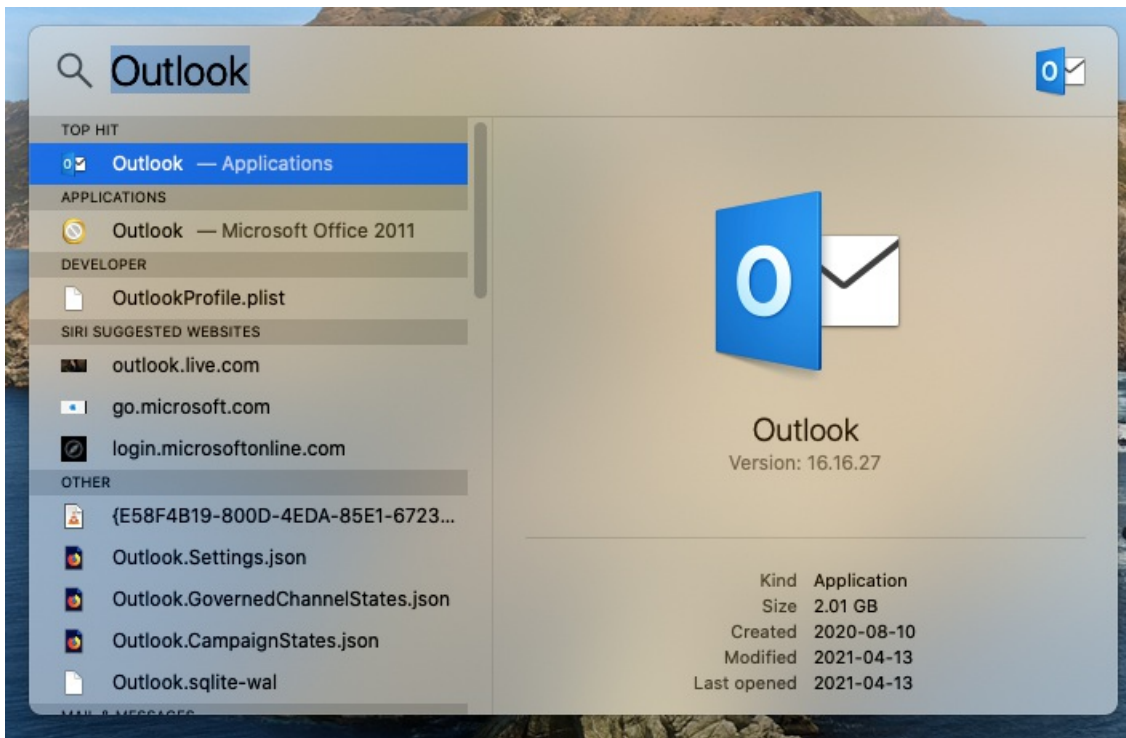 Outlook
TOP HIT
Outlook — Applications
APPLICATIONS
Outlook — Microsoft Office 2011
DEVELOPER
OutlookProfile.plist
SIRI SUGGESTED WEBSITES
outlook.live.com
go.microsoft.com
login.microsoftonline.com
OTHER
{E58F4B19-800D-4EDA-85E1-6723...
Outlook.Settings.json
Outlook.GovernedChannelStates.json
Outlook.CampaignStates.json
Outlook.sqlite-wal
MAIL & MESSAGES
Outlook
Version: 16.16.27
Kind Application
Size 2.01 GB
Created 2020-08-10
Modified 2021-04-13
Last opened 2021-04-13